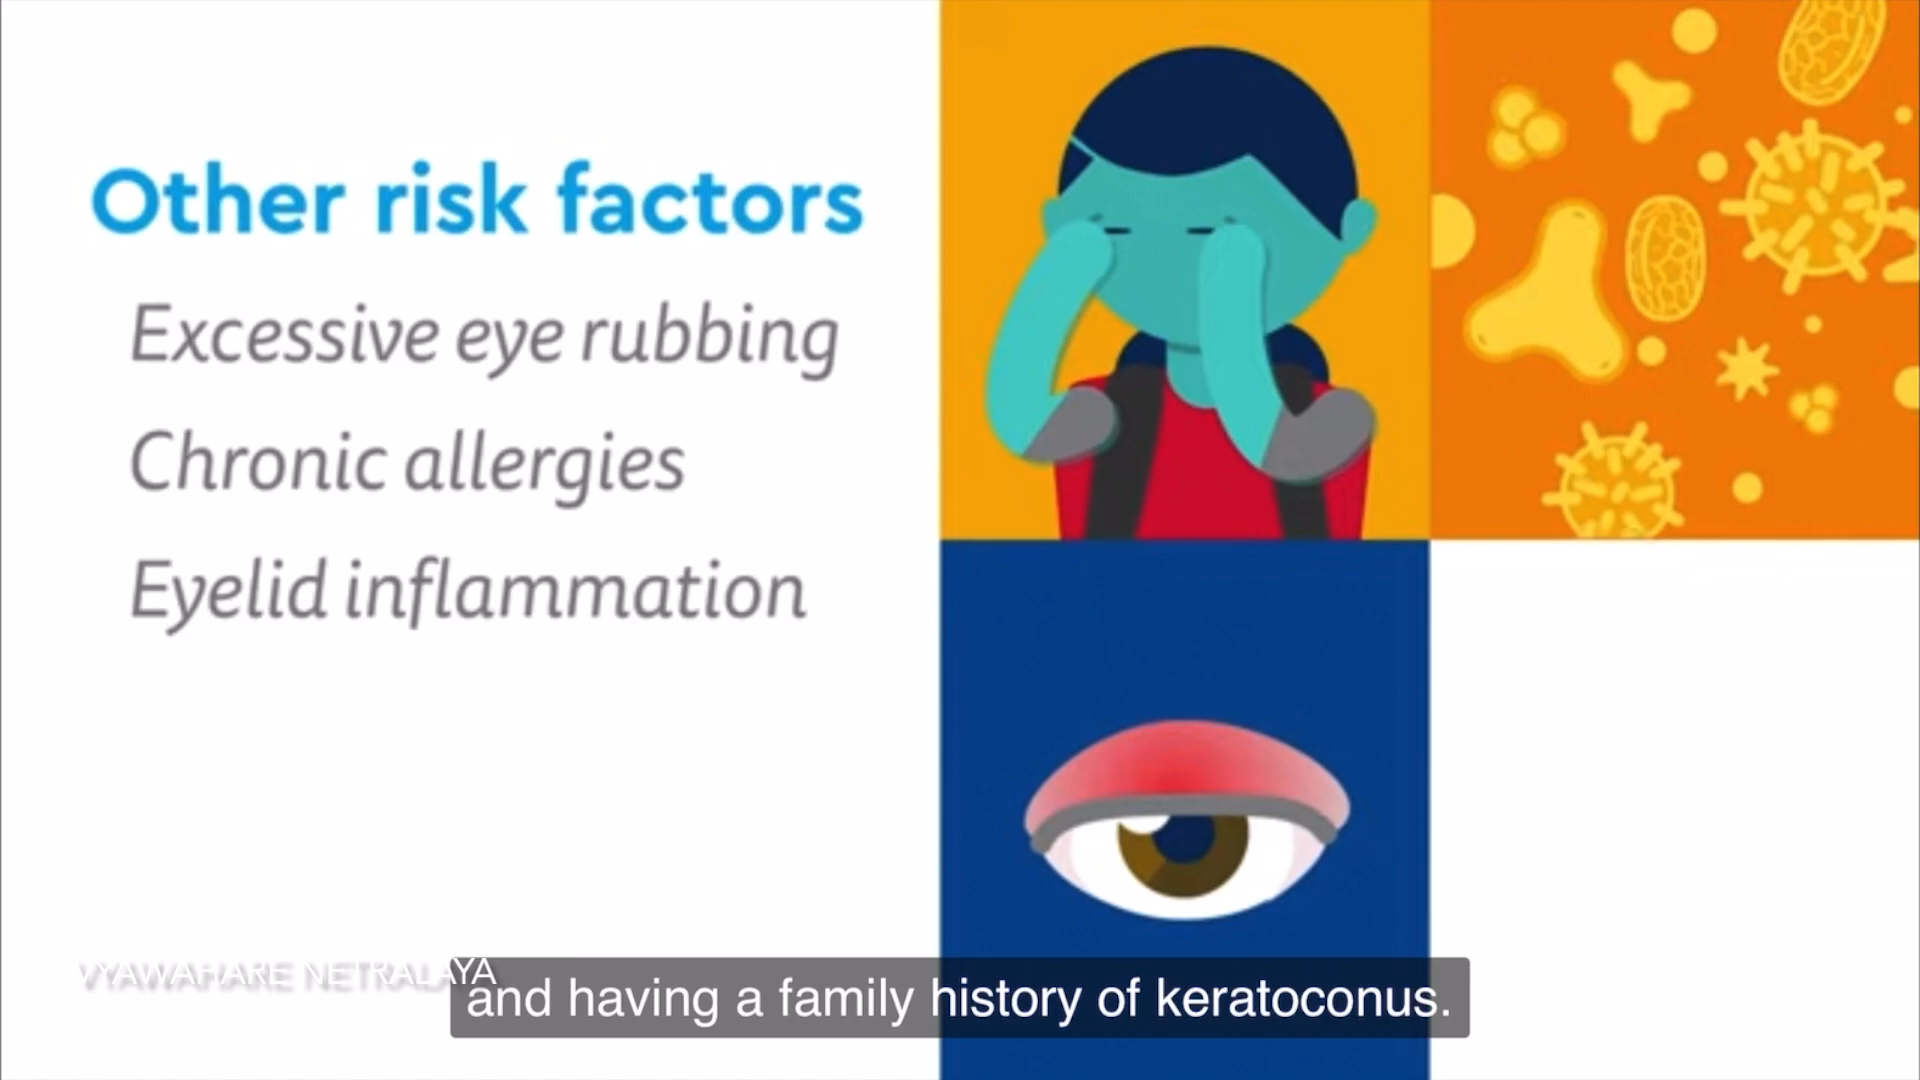 Other risk factors
Excessive eye rubbing
Chronic allergies
Eyelid inflammation
VYAWAHARE NETRALAYA
and having a family history of keratoconus.